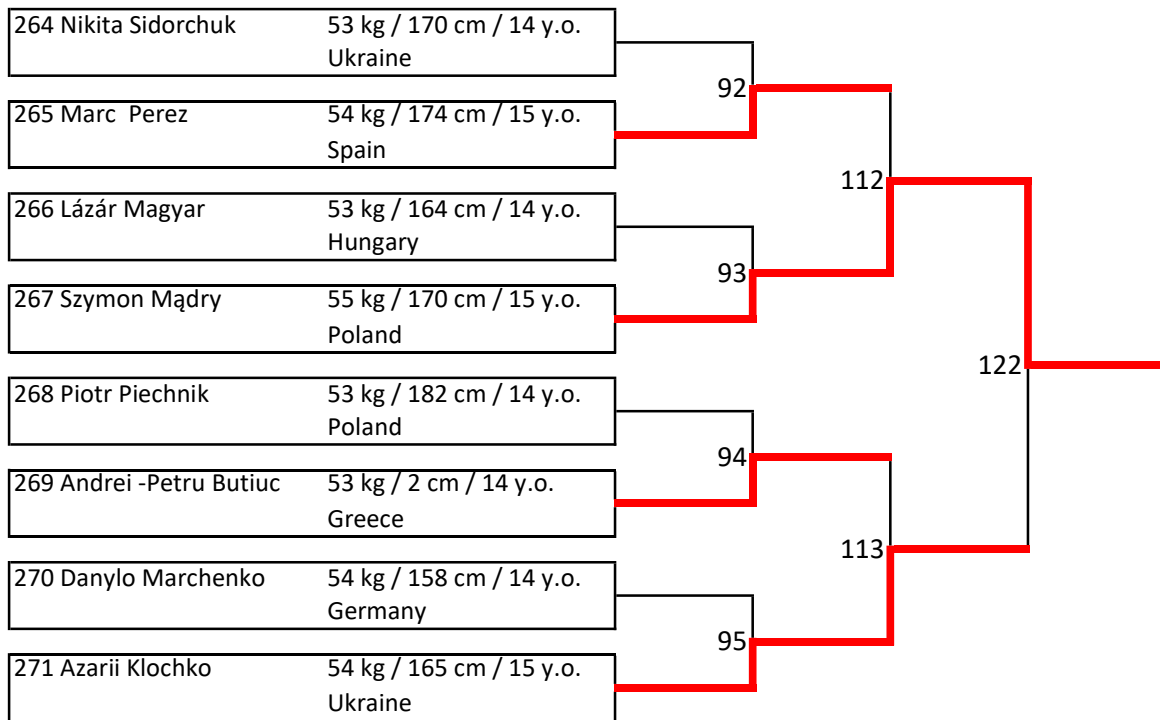 264 Nikita Sidorchuk 53 kg / 170 cm / 14 y.o.
Ukraine
92
265 Marc  Perez 54 kg / 174 cm / 15 y.o.
Spain
112
266 Lázár Magyar 53 kg / 164 cm / 14 y.o.
Hungary
93
267 Szymon Mądry 55 kg / 170 cm / 15 y.o.
Poland
122
268 Piotr Piechnik 53 kg / 182 cm / 14 y.o.
Poland
94
269 Andrei -Petru Butiuc 53 kg / 2 cm / 14 y.o.
Greece
113
270 Danylo Marchenko 54 kg / 158 cm / 14 y.o.
Germany
95
271 Azarii Klochko 54 kg / 165 cm / 15 y.o.
Ukraine